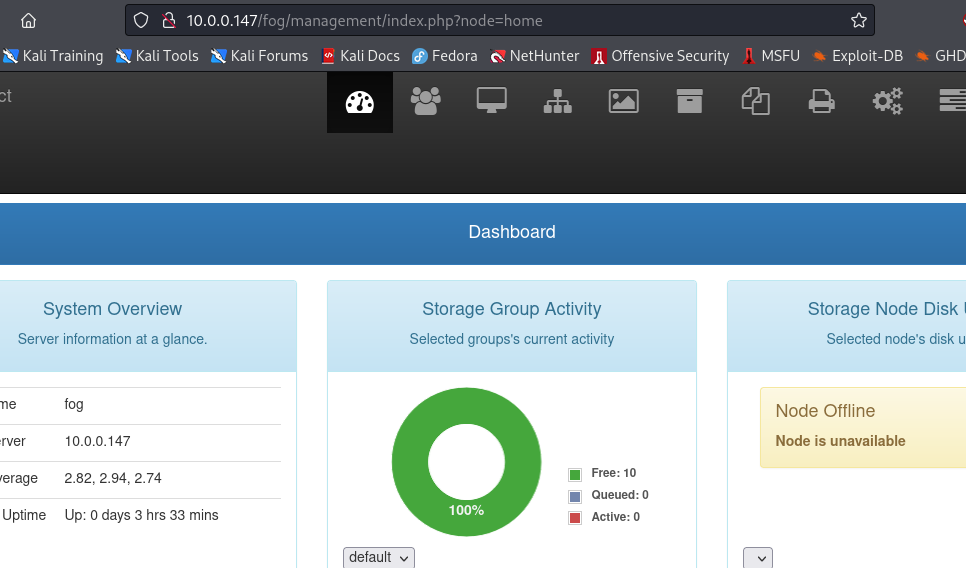 10.0.0.147/fog/management/index.php?node=home
Kali Training Kali Tools Kali Forums Kali Docs Fedora NetHunter Offensive Security MSFU Exploit-DB GHD
ct
Dashboard
System Overview
Server information at a glance.
me fog
erver 10.0.0.147
verage 2.82, 2.94, 2.74
Uptime Up: 0 days 3 hrs 33 mins
Storage Group Activity
Selected groups's current activity
100%
Free: 10
Queued: 0
Active: 0
default
Storage Node Disk
Selected node's disk u
Node Offline
Node is unavailable